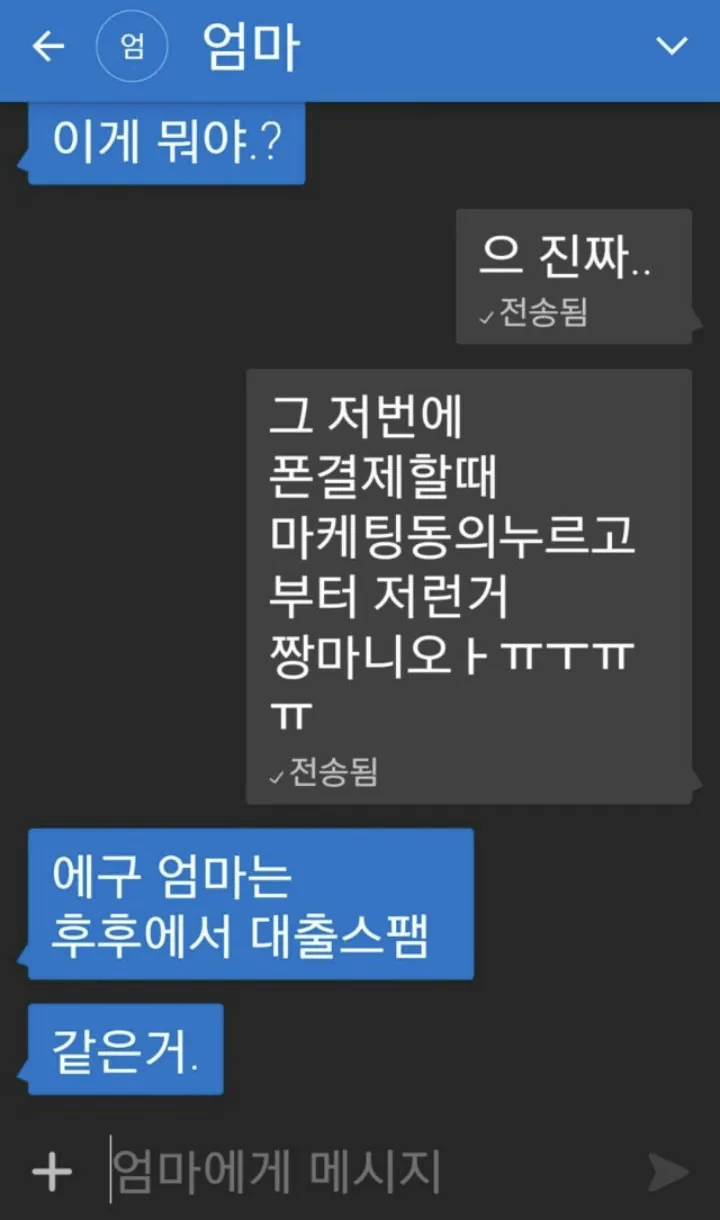 엄
엄마
이게 뭐야.?
으 진짜..
✓전송됨
그 저번에
폰결제할때
마케팅동의누르고
부터 저런거
짱마니오ㅏㅠㅜㅠ
ㅠ
✓전송됨
에구 엄마는
후후에서 대출스팸
같은거.
엄마에게 메시지